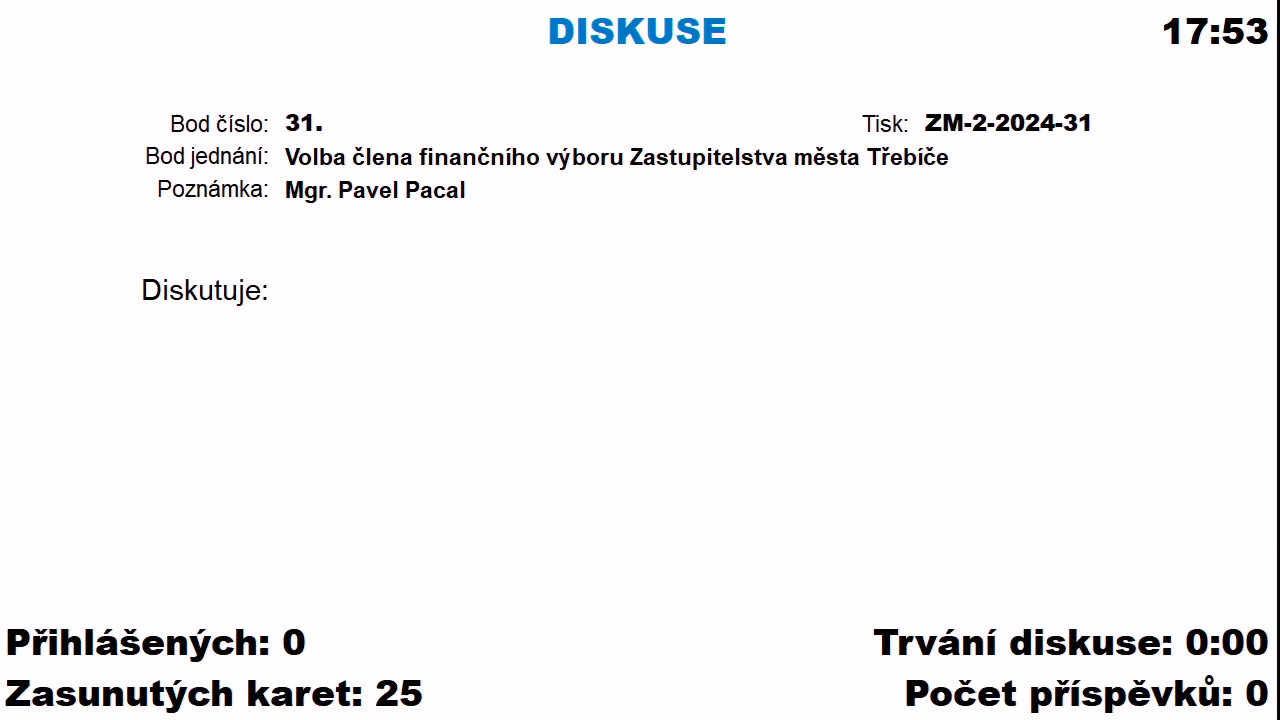 DISKUSE 17:53
Bod číslo: 31. Tisk: ZM-2-2024-31
Bod jednání: Volba člena finančního výboru Zastupitelstva města Třebíče
Poznámka: Mgr. Pavel Pacal
Diskutuje:
Přihlášených: 0 Trvání diskuse: 0:00
Zasunutých karet: 25 Počet příspěvků: 0